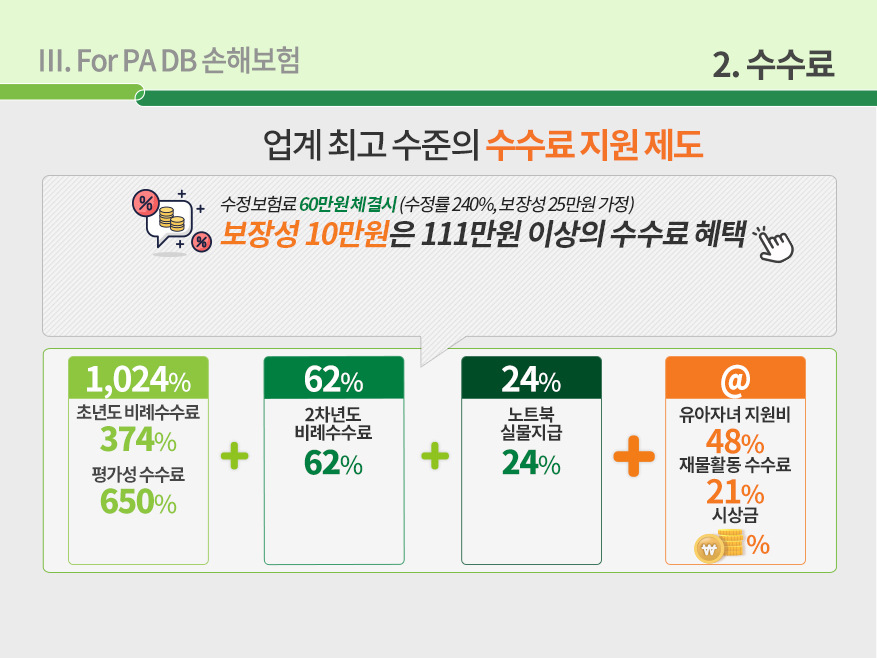 III. For PA DB 손해보험
2. 수수료
업계 최고 수준의 수수료 지원 제도
수정보험료 60만원 체결시 (수정률 240%, 보장성 25만원 가정)
보장성 10만원은 111만원 이상의 수수료 혜택
%
%
1,024%
초년도 비례수수료
374%
평가성 수수료
650%
+
62%
2차년도
비례수수료
62%
+
24%
노트북
실물지급
24%
+
@
유아자녀 지원비
48%
재물활동 수수료
21%
시상금
₩ %